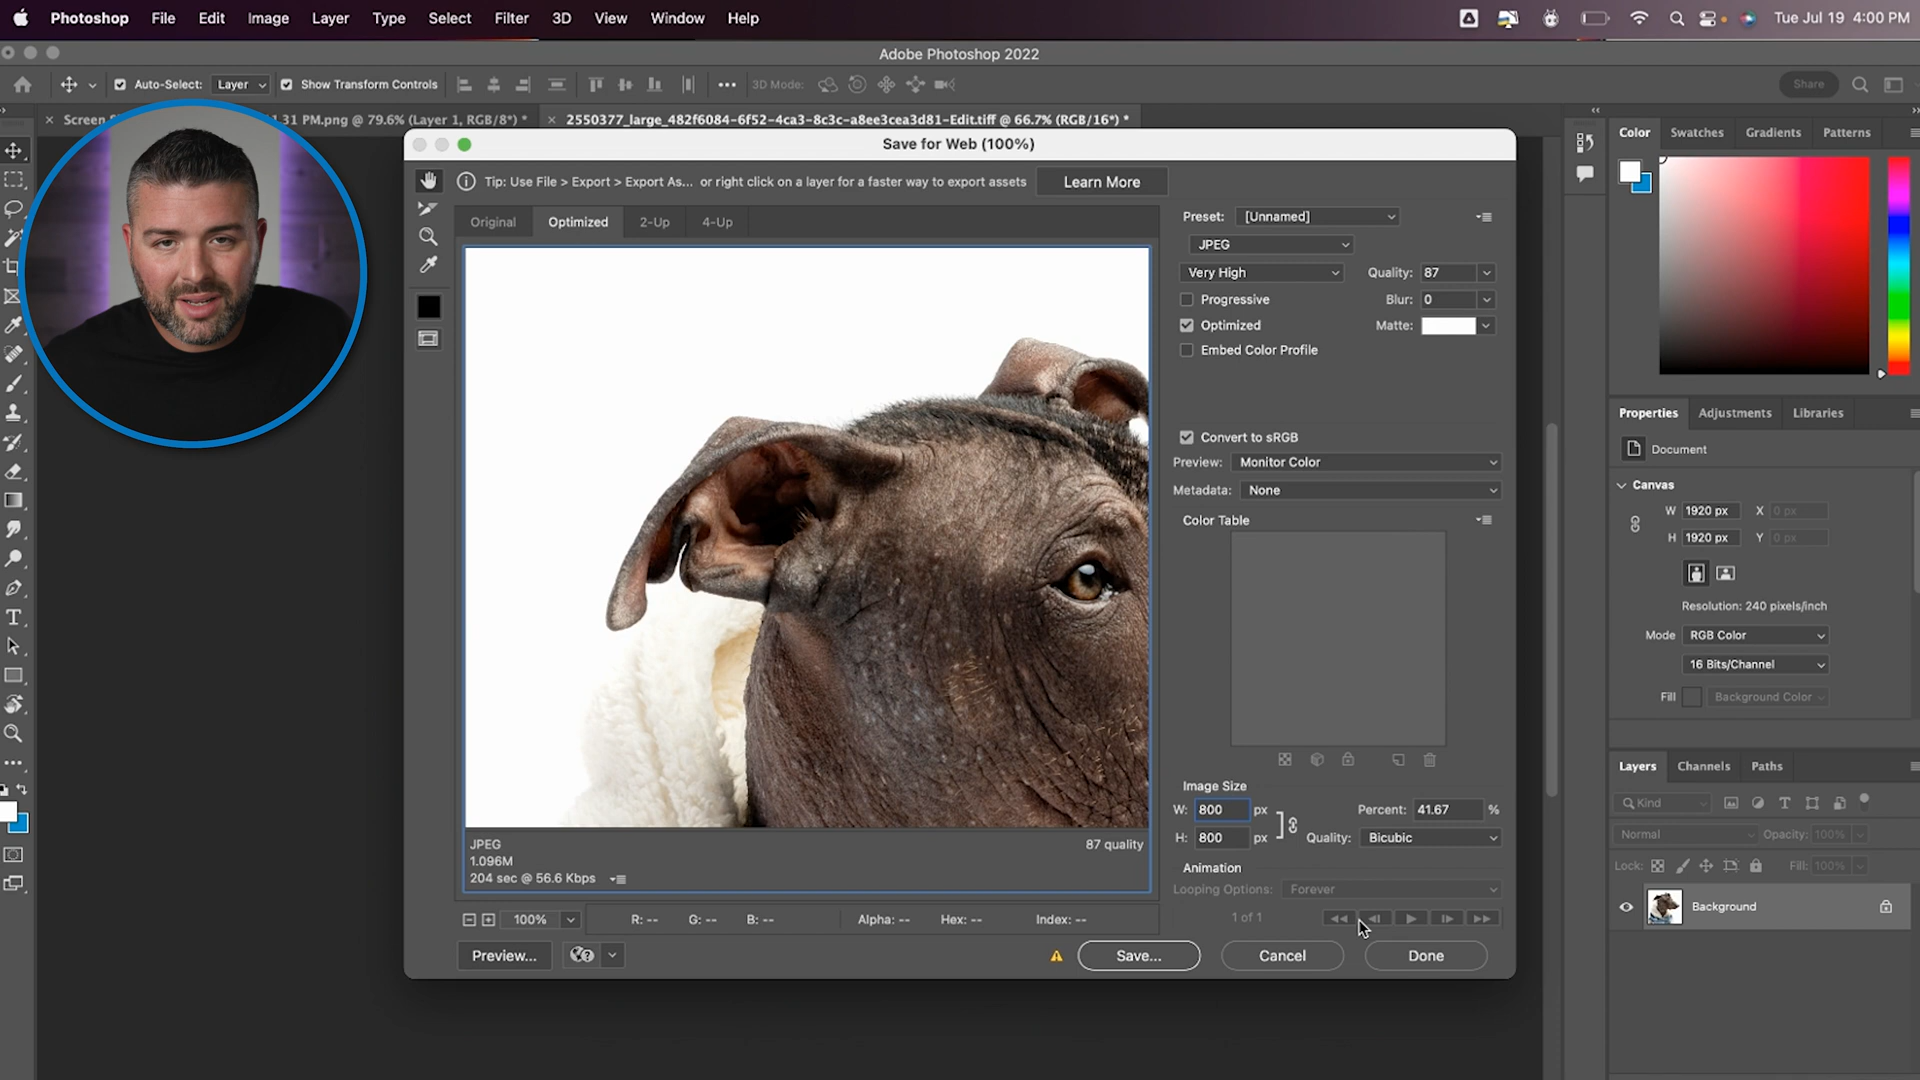 Photoshop File Edit Image Layer Type Select Filter 3D View Window Help Tue Jul 19 4:00 PM
Adobe Photoshop 2022
Auto-Select: Layer Show Transform Controls 3D Mode: Share
Screen 1.31 PM.png @ 79.6% (Layer 1, RGB/8*) * 2550377_large_482f6084-6f52-4ca3-8c3c-a8ee3cea3d81-Edit.tiff @ 66.7% (RGB/16*) *
Save for Web (100%)
Tip: Use File > Export > Export As... or right click on a layer for a faster way to export assets Learn More
Original Optimized 2-Up 4-Up
Preset: [Unnamed]
JPEG
Very High Quality: 87
Progressive Blur: 0
Optimized Matte:
Embed Color Profile
Convert to sRGB
Preview: Monitor Color
Metadata: None
Color Table
Image Size
W: 800 px Percent: 41.67 %
H: 800 px Quality: Bicubic
Animation
Looping Options: Forever
1 of 1
JPEG 87 quality
1.096M
204 sec @ 56.6 Kbps
100% R: -- G: -- B: -- Alpha: -- Hex: -- Index: --
Preview... Save... Cancel Done
Color Swatches Gradients Patterns
Properties Adjustments Libraries
Document
Canvas
W 1920 px X 0 px
H 1920 px Y 0 px
Resolution: 240 pixels/inch
Mode RGB Color
16 Bits/Channel
Fill Background Color
Layers Channels Paths
Kind
Normal Opacity: 100%
Lock: Fill: 100%
Background